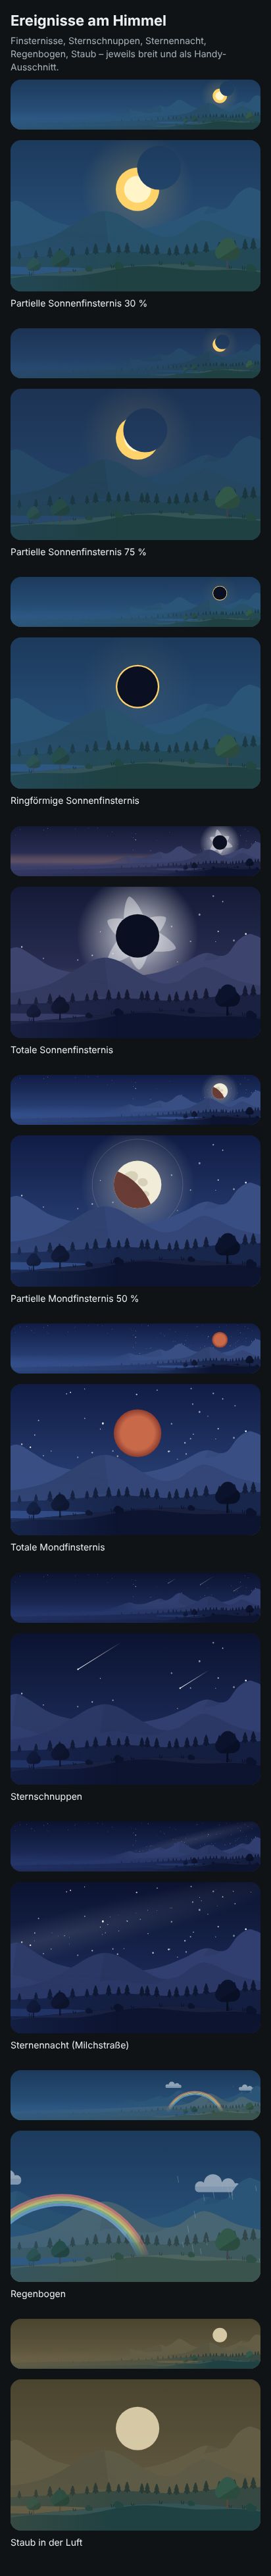 Ereignisse am Himmel
Finsternisse, Sternschnuppen, Sternennacht,
Regenbogen, Staub – jeweils breit und als Handy-
Ausschnitt.
Partielle Sonnenfinsternis 30 %
Partielle Sonnenfinsternis 75 %
Ringförmige Sonnenfinsternis
Totale Sonnenfinsternis
Partielle Mondfinsternis 50 %
Totale Mondfinsternis
Sternschnuppen
Sternennacht (Milchstraße)
Regenbogen
Staub in der Luft